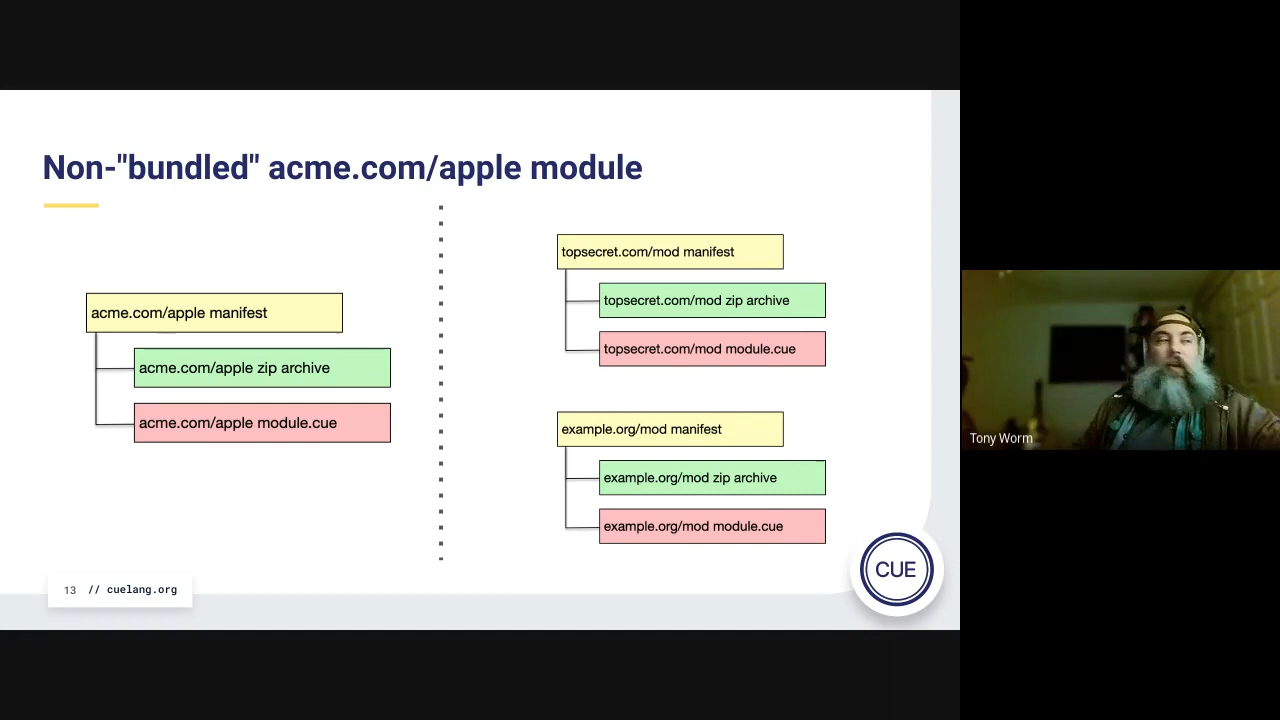 Non-"bundled" acme.com/apple module
acme.com/apple manifest
acme.com/apple zip archive
acme.com/apple module.cue
topsecret.com/mod manifest
topsecret.com/mod zip archive
topsecret.com/mod module.cue
example.org/mod manifest
example.org/mod zip archive
example.org/mod module.cue
13 // cuelang.org
CUE
Tony Worm